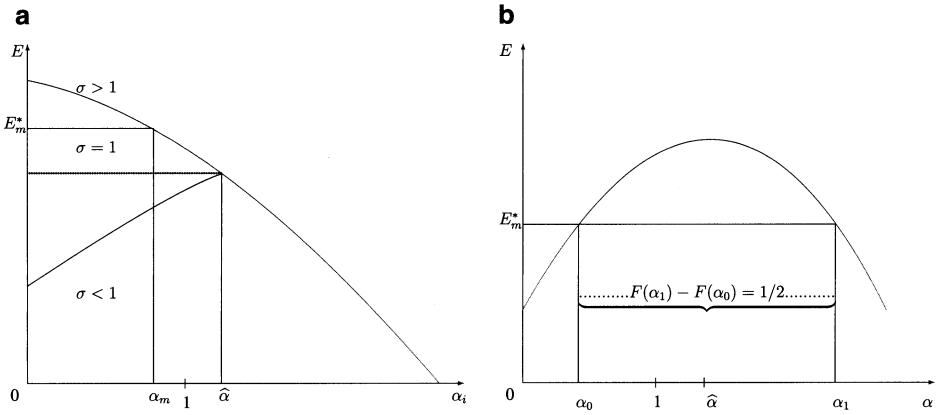 a
E
σ > 1
E*m
σ = 1
σ < 1
0
αm
1
α̂
αi
b
E
E*m
F(α1) − F(α0) = 1/2
0
α0
1
α̂
α1
α